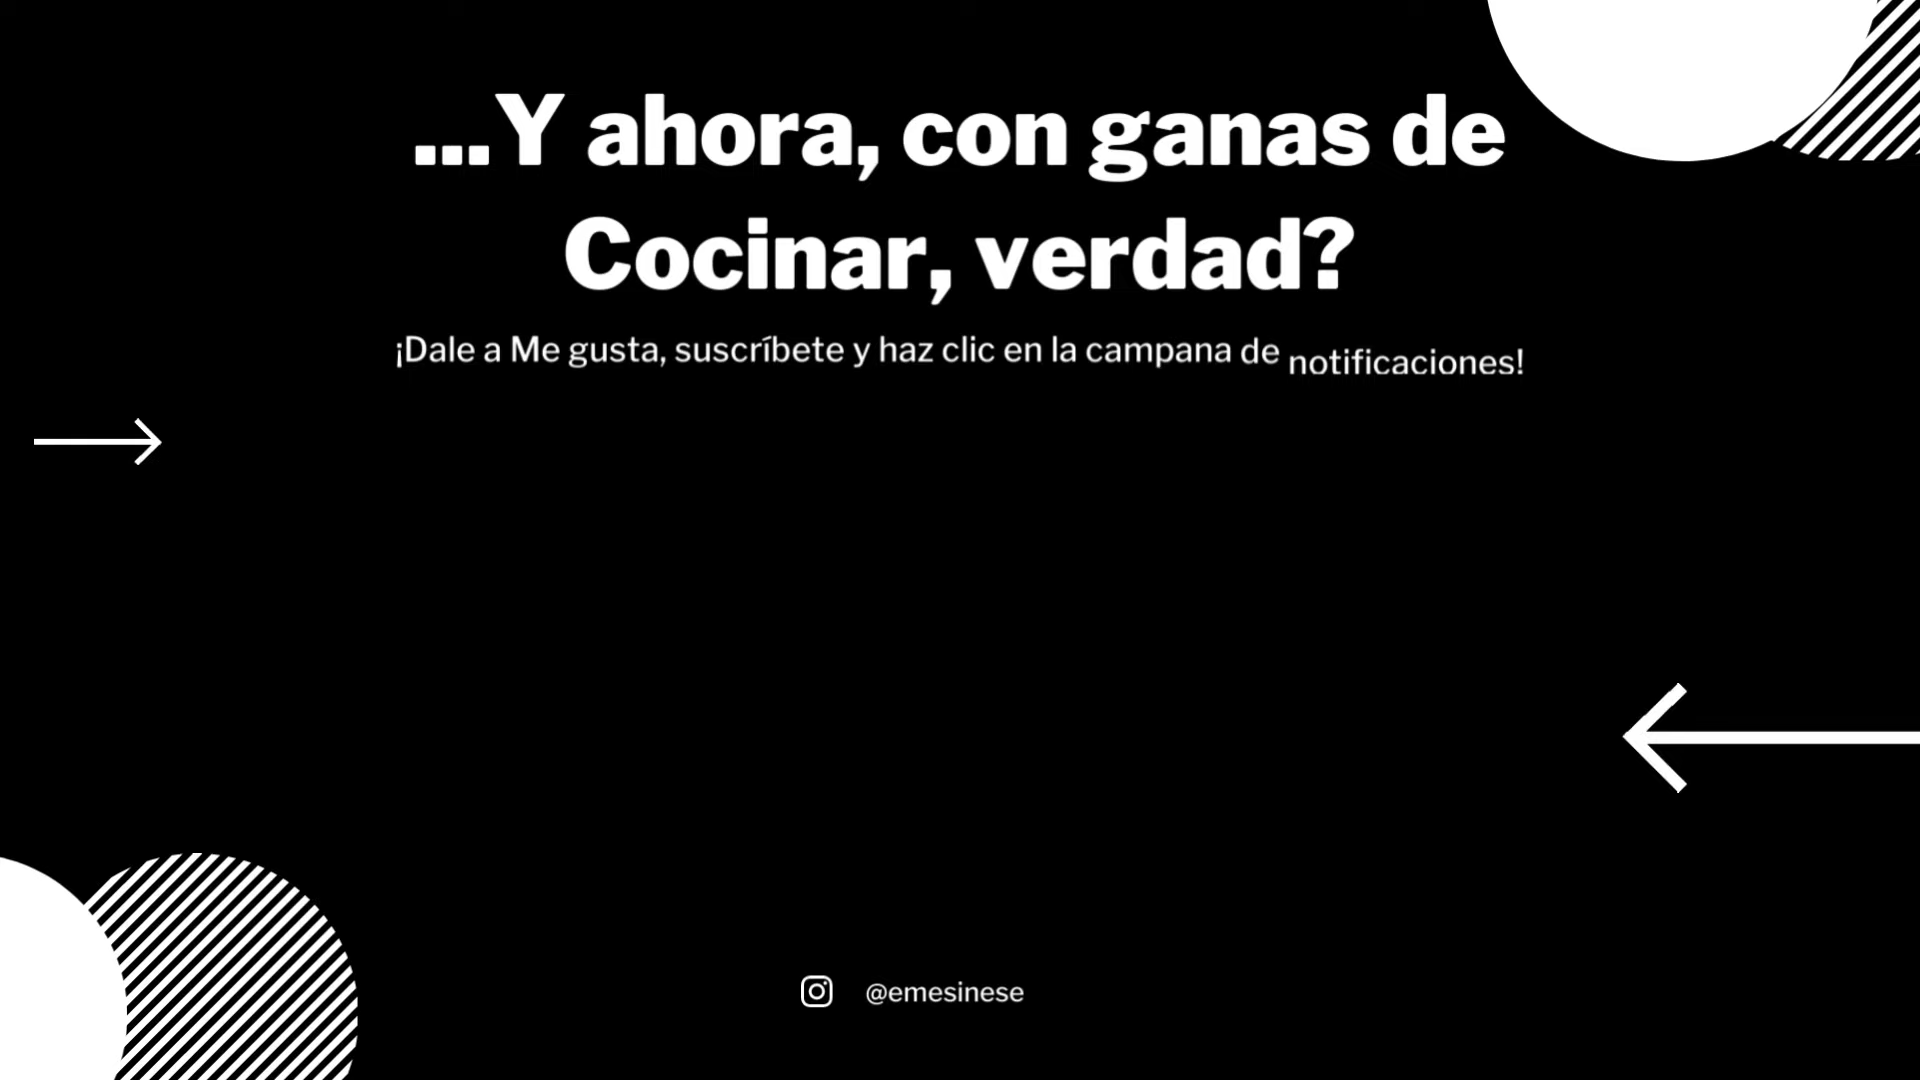 ...Y ahora, con ganas de
Cocinar, verdad?
¡Dale a Me gusta, suscríbete y haz clic en la campana de notificaciones!
@emesinese